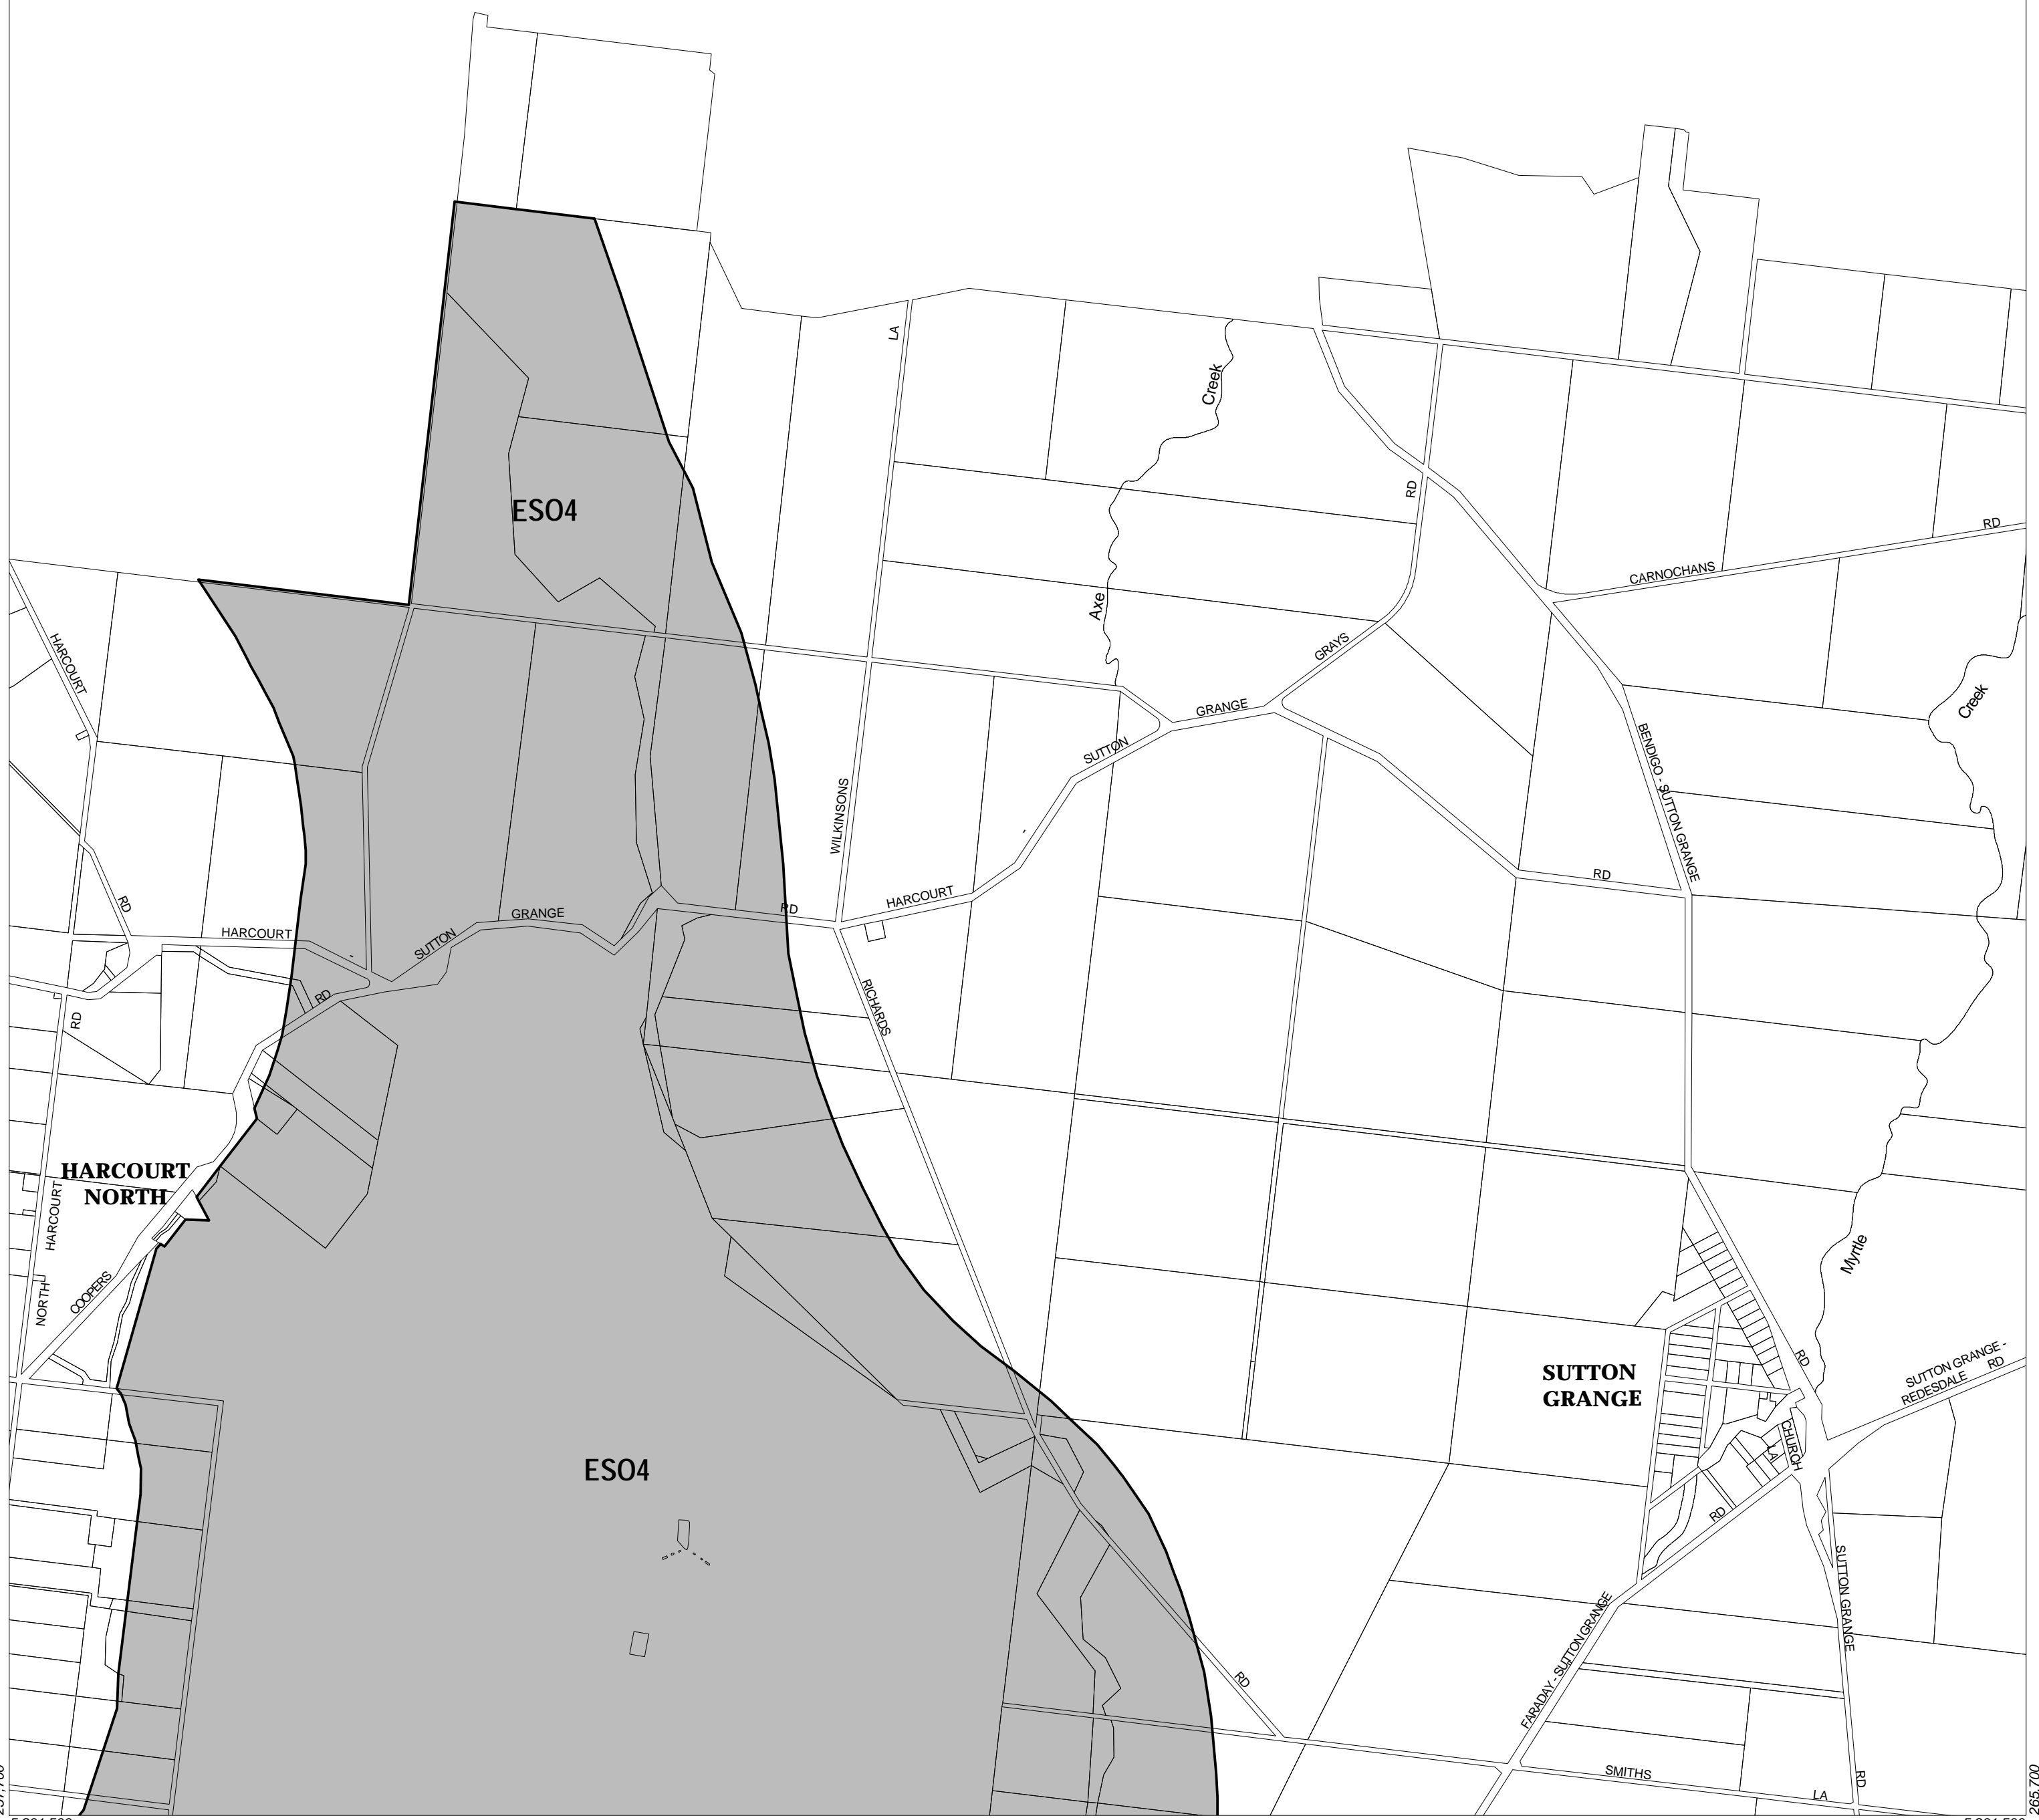 LA
Creek
ESO4
RD
RD
CARNOCHANS
Axe
HARCOURT
GRAYS
Creek
GRANGE
SUTTON
BENDIGO - SUTTON GRANGE
WILKINSONS
RD
HARCOURT
RD
RD
GRANGE
HARCOURT
SUTTON
RICHARDS
RD
RD
HARCOURT
NORTH
HARCOURT
NORTH
COOPERS
Myrtle
SUTTON
GRANGE
RD
SUTTON GRANGE -
REDESDALE RD
CHURCH
LA
ESO4
RD
SUTTON GRANGE
FARADAY - SUTTON GRANGE
RD
SMITHS
LA
RD
265,700